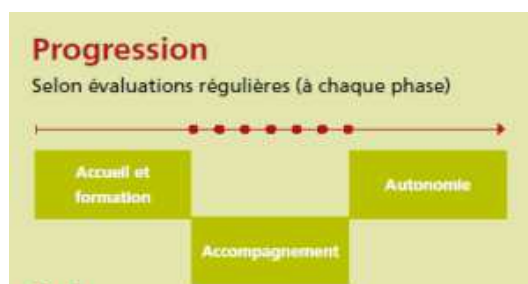 Progression
Selon évaluations régulières (à chaque phase)
Accueil et
formation
Autonomie
Accompagnement